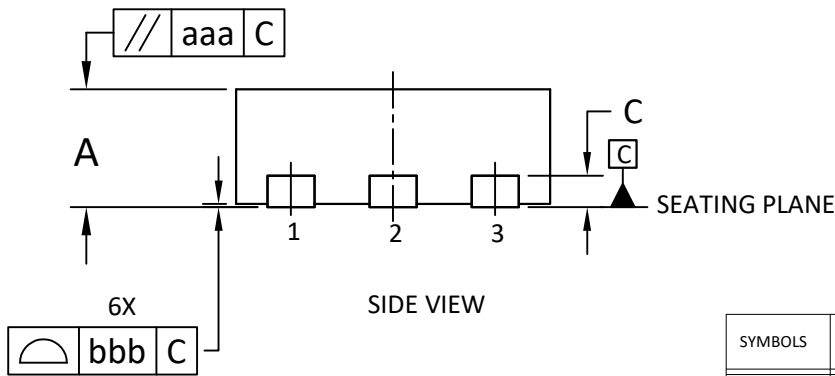 // aaa C
A
C
C
SEATING PLANE
1 2 3
6X
SIDE VIEW
bbb C
SYMBOLS